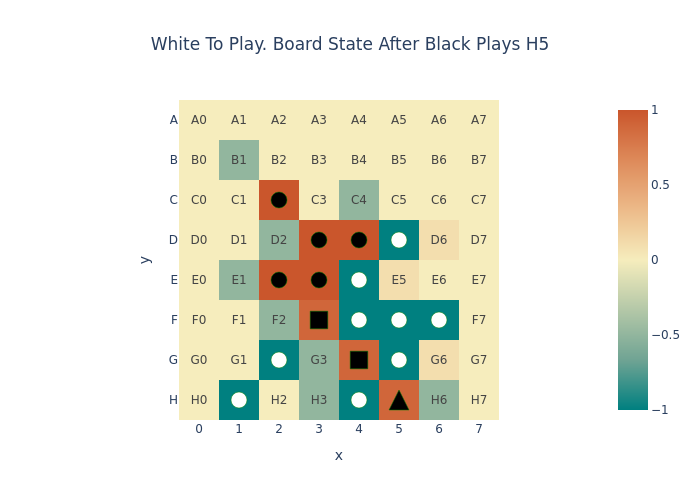 White To Play. Board State After Black Plays H5
A A0 A1 A2 A3 A4 A5 A6 A7
B B0 B1 B2 B3 B4 B5 B6 B7
C C0 C1 C3 C4 C5 C6 C7
D D0 D1 D2 D6 D7
E E0 E1 E5 E6 E7
F F0 F1 F2 F7
G G0 G1 G3 G6 G7
H H0 H2 H3 H6 H7
0 1 2 3 4 5 6 7
x
y
1
0.5
0
−0.5
−1